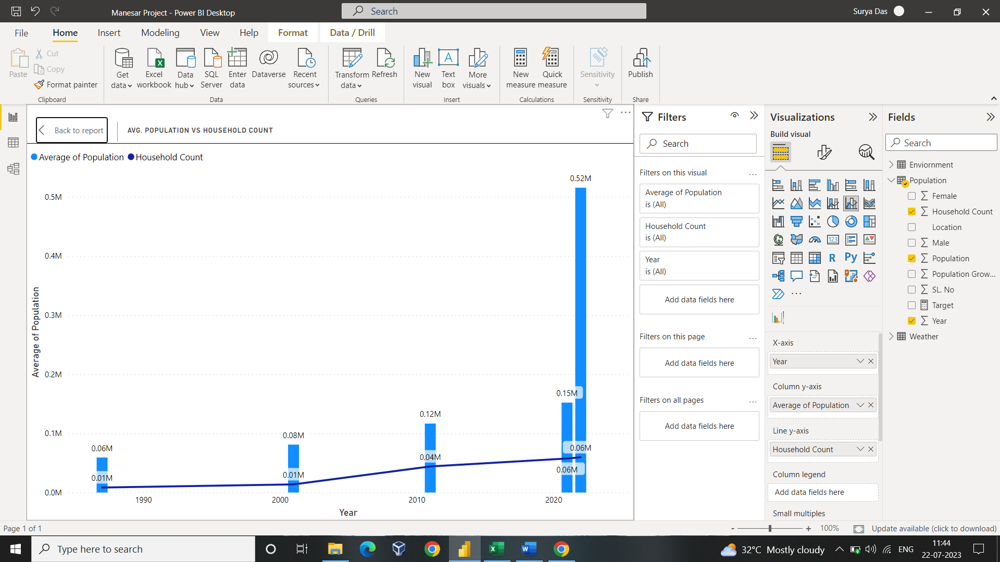 Manesar Project - Power BI Desktop
Search
Surya Das
File
Home
Insert
Modeling
View
Help
Format
Data / Drill
Paste
Cut
Copy
Format painter
Clipboard
Get data
Excel workbook
Data hub
SQL Server
Enter data
Dataverse
Recent sources
Data
Transform data
Refresh
Queries
New visual
Text box
A
More visuals
Insert
New measure
Quick measure
Calculations
Sensitivity
Sensitivity
Publish
Share
Back to report
AVG. POPULATION VS HOUSEHOLD COUNT
Average of Population
Household Count
Average of Population
0.5M
0.4M
0.3M
0.2M
0.1M
0.0M
0.06M
0.01M
0.08M
0.01M
0.12M
0.04M
0.15M
0.06M
0.52M
0.06M
1990
2000
2010
2020
Year
Filters
Search
Filters on this visual
...
Average of Population
is (All)
Household Count
is (All)
Year
is (All)
Add data fields here
Filters on this page
...
Add data fields here
Filters on all pages
...
Add data fields here
Visualizations
Build visual
123
R
Py
...
X-axis
Year
Column y-axis
Average of Population
Line y-axis
Household Count
Column legend
Add data fields here
Small multiples
Fields
Search
Enviornment
Population
Female
Household Count
Location
Male
Population
Population Grow...
SL. No
Target
Year
Weather
Page 1 of 1
- + 100%
Update available (click to download)
Type here to search
32°C Mostly cloudy
ENG
11:44
22-07-2023